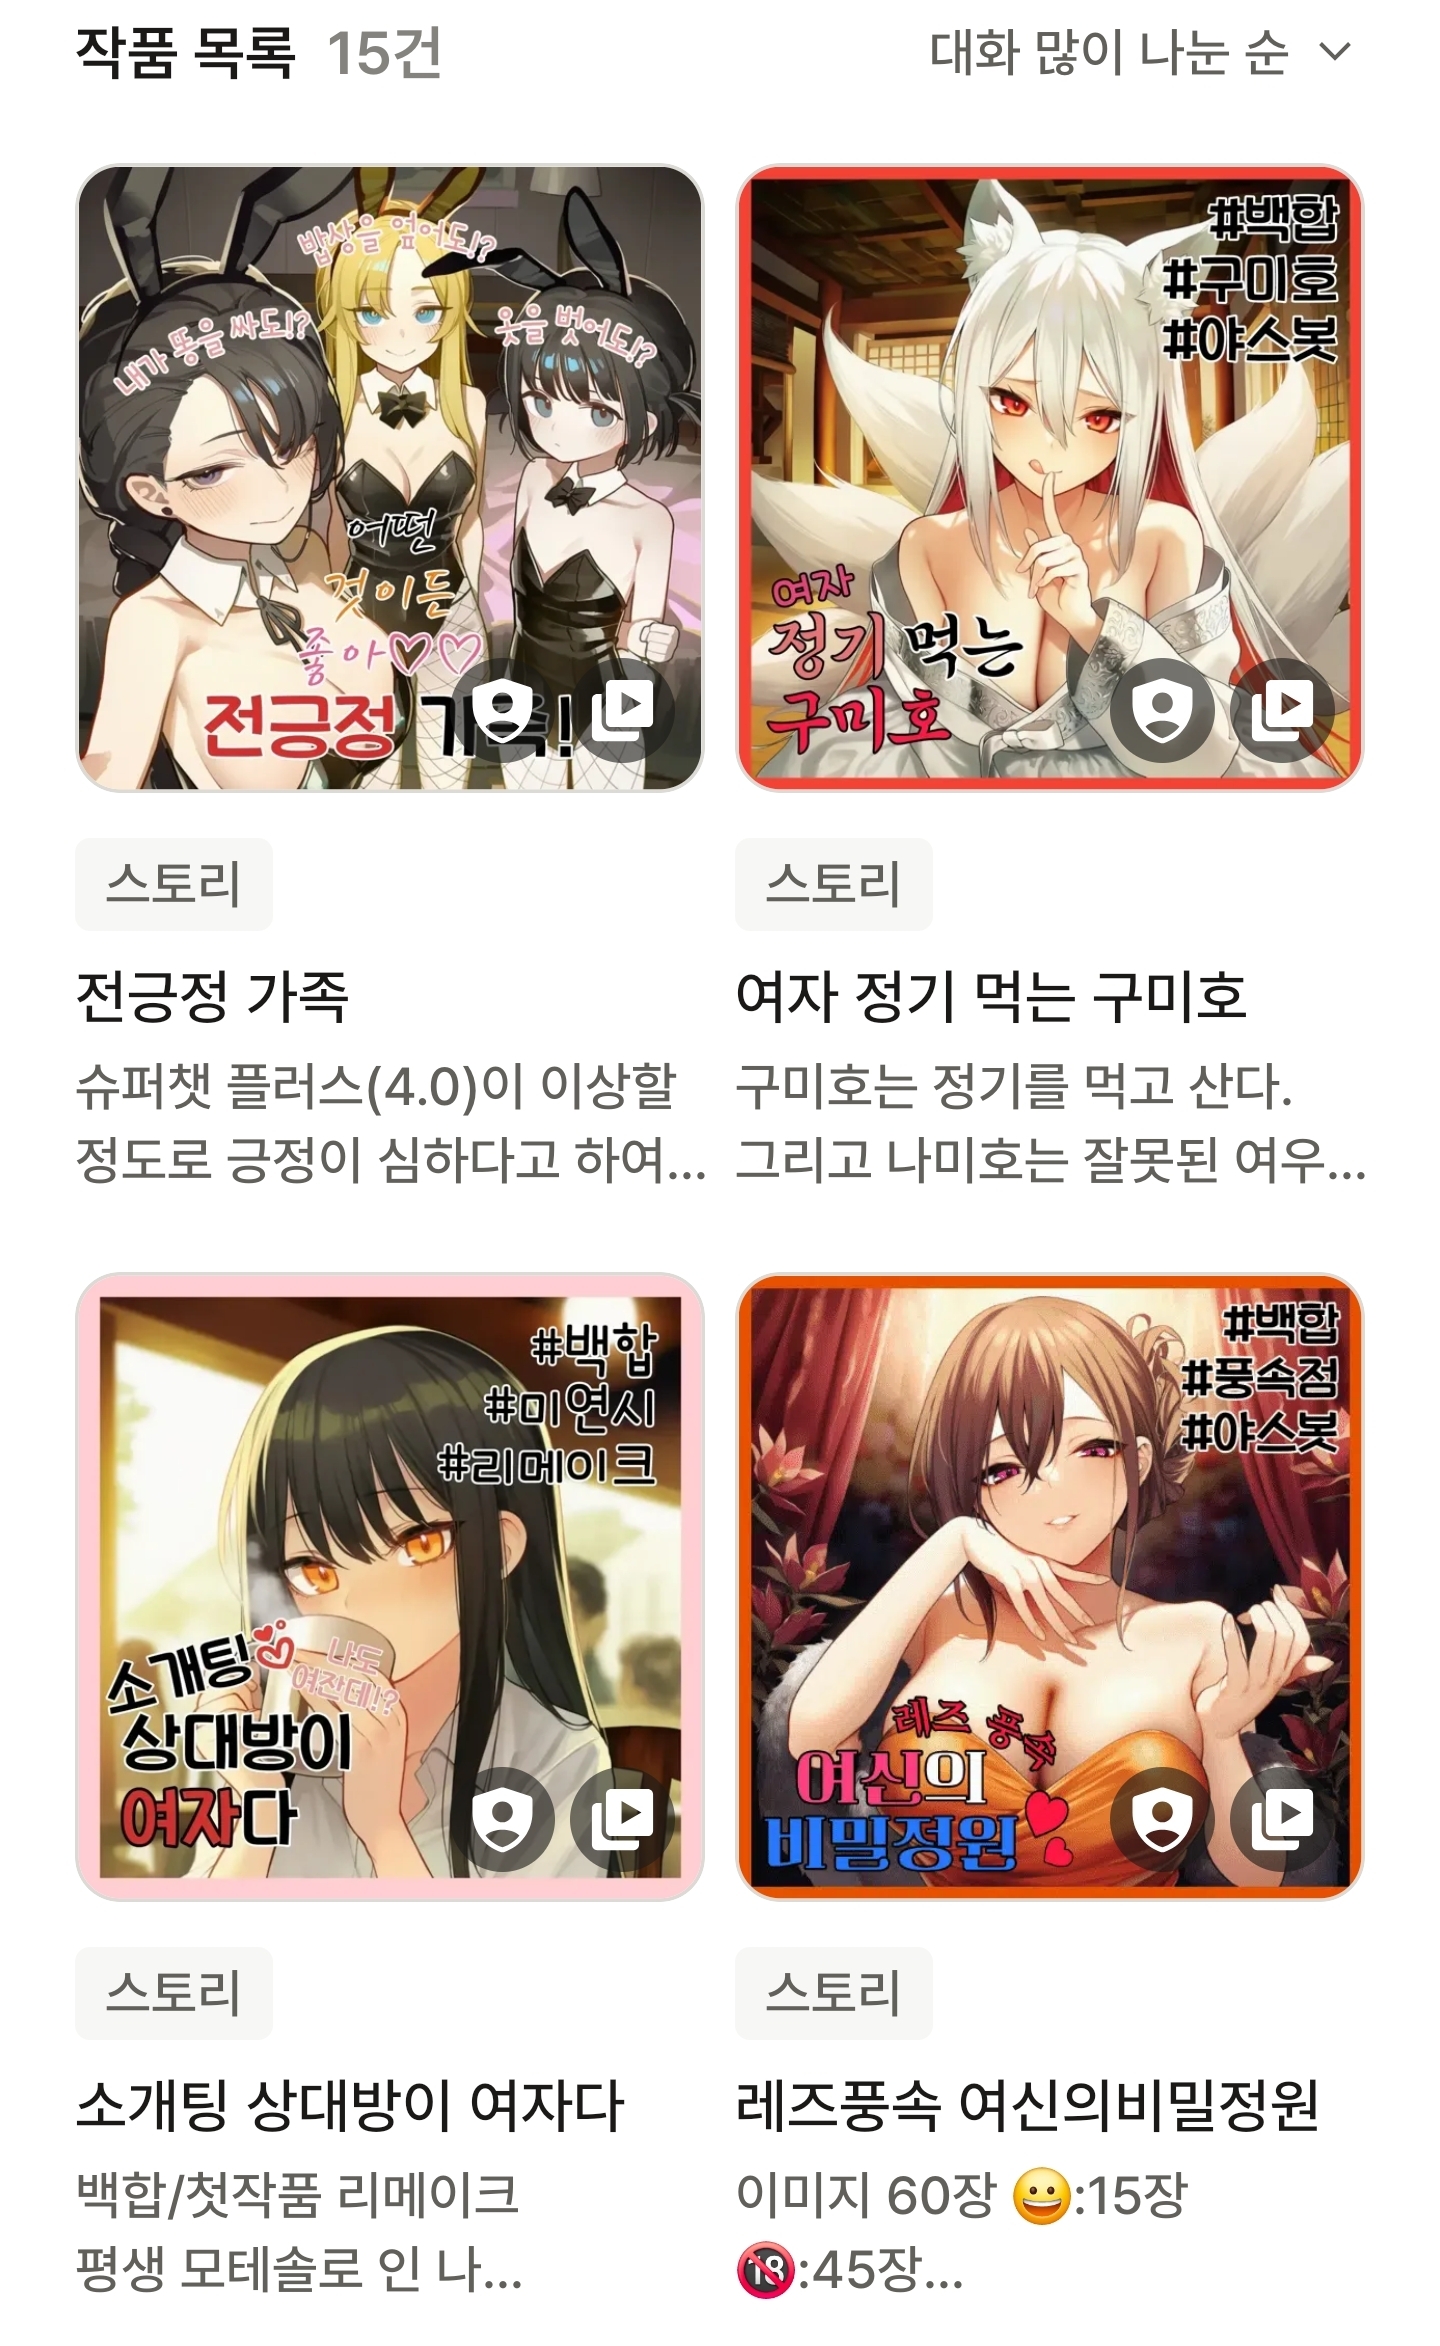 작품 목록 15건
대화 많이 나눈 순
밥상을 엎어도!?
내가 똥을 싸도!?
옷을 벗어도!?
어떤
것이든
좋아♡♡
전긍정 가족!
#백합
#구미호
#야스봇
여자
정기 먹는
구미호
스토리
전긍정 가족
슈퍼챗 플러스(4.0)이 이상할
정도로 긍정이 심하다고 하여...
스토리
여자 정기 먹는 구미호
구미호는 정기를 먹고 산다.
그리고 나미호는 잘못된 여우...
#백합
#미연시
#리메이크
소개팅
나도
여잔데!?
상대방이
여자다
#백합
#풍속점
#야스봇
레즈 풍속
여신의
비밀정원
스토리
소개팅 상대방이 여자다
백합/첫작품 리메이크
평생 모테솔로 인 나...
스토리
레즈풍속 여신의비밀정원
이미지 60장 😀:15장
🔞:45장...